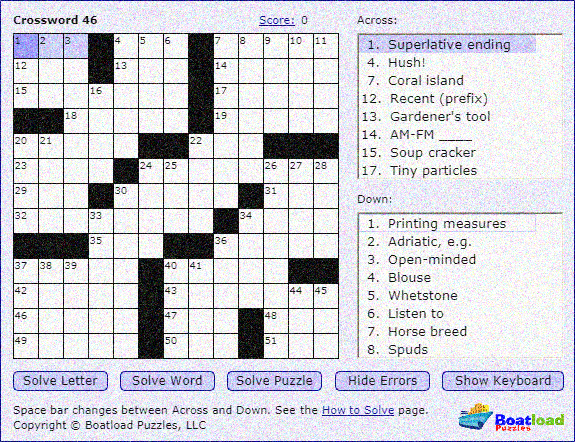 Crossword 46
Score: 0
1 2 3 4 5 6 7 8 9 10 11
12 13 14
15 16 17
18 19
20 21 22
23 24 25 26 27 28
29 30 31
32 33 34
35 36
37 38 39 40 41
42 43 44 45
46 47 48
49 50 51
Across:
1. Superlative ending
4. Hush!
7. Coral island
12. Recent (prefix)
13. Gardener's tool
14. AM-FM ____
15. Soup cracker
17. Tiny particles
Down:
1. Printing measures
2. Adriatic, e.g.
3. Open-minded
4. Blouse
5. Whetstone
6. Listen to
7. Horse breed
8. Spuds
Solve Letter Solve Word Solve Puzzle Hide Errors Show Keyboard
Space bar changes between Across and Down. See the How to Solve page.
Copyright © Boatload Puzzles, LLC
Boatload
Puzzles